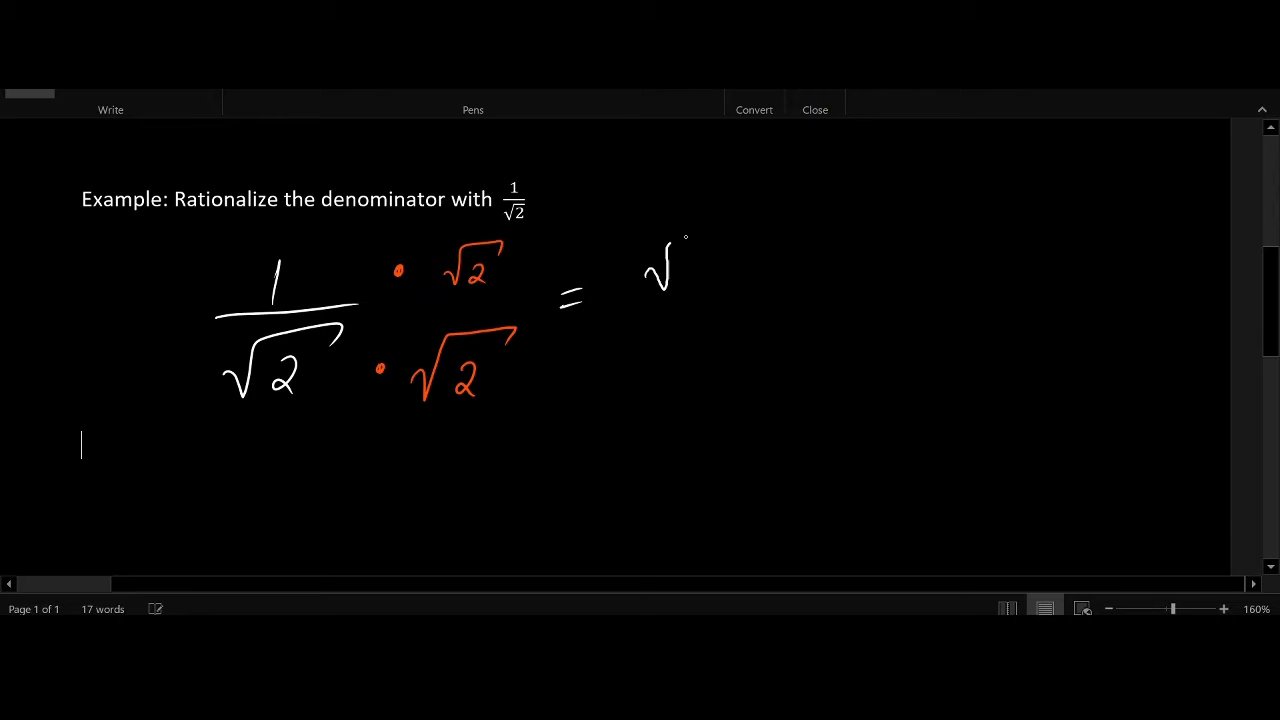 Write Pens Convert Close
Example: Rationalize the denominator with 1/√2
1 · √2 = √
√2 · √2
Page 1 of 1 17 words 160%